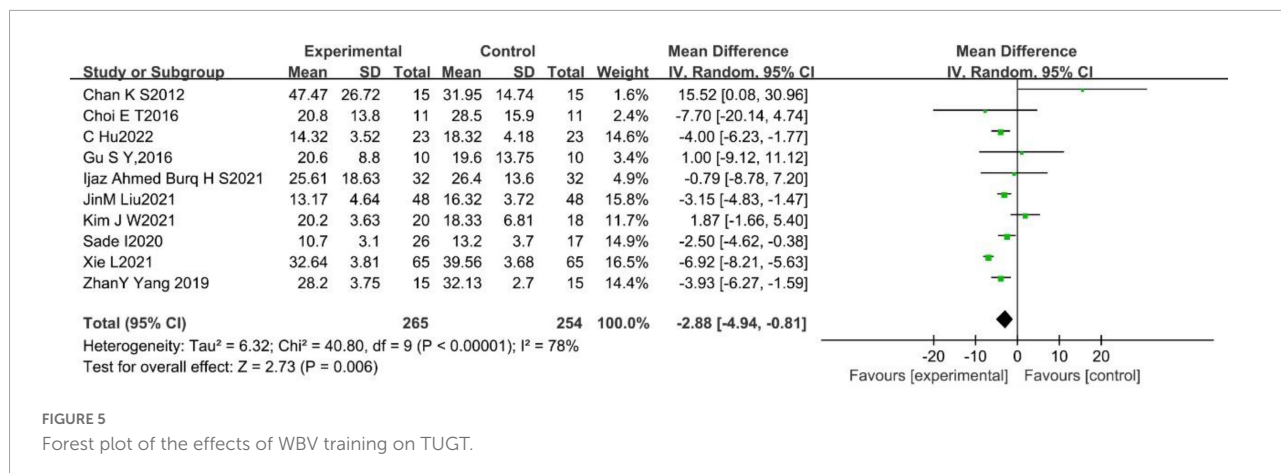 Experimental Control Mean Difference Mean Difference
Study or Subgroup Mean SD Total Mean SD Total Weight IV, Random, 95% CI IV, Random, 95% CI
Chan K S2012 47.47 26.72 15 31.95 14.74 15 1.6% 15.52 [0.08, 30.96]
Choi E T2016 20.8 13.8 11 28.5 15.9 11 2.4% -7.70 [-20.14, 4.74]
C Hu2022 14.32 3.52 23 18.32 4.18 23 14.6% -4.00 [-6.23, -1.77]
Gu S Y,2016 20.6 8.8 10 19.6 13.75 10 3.4% 1.00 [-9.12, 11.12]
Ijaz Ahmed Burq H S2021 25.61 18.63 32 26.4 13.6 32 4.9% -0.79 [-8.78, 7.20]
JinM Liu2021 13.17 4.64 48 16.32 3.72 48 15.8% -3.15 [-4.83, -1.47]
Kim J W2021 20.2 3.63 20 18.33 6.81 18 11.7% 1.87 [-1.66, 5.40]
Sade I2020 10.7 3.1 26 13.2 3.7 17 14.9% -2.50 [-4.62, -0.38]
Xie L2021 32.64 3.81 65 39.56 3.68 65 16.5% -6.92 [-8.21, -5.63]
ZhanY Yang 2019 28.2 3.75 15 32.13 2.7 15 14.4% -3.93 [-6.27, -1.59]
Total (95% CI) 265 254 100.0% -2.88 [-4.94, -0.81]
Heterogeneity: Tau² = 6.32; Chi² = 40.80, df = 9 (P < 0.00001); I² = 78%
Test for overall effect: Z = 2.73 (P = 0.006)
-20 -10 0 10 20
Favours [experimental] Favours [control]
FIGURE 5
Forest plot of the effects of WBV training on TUGT.